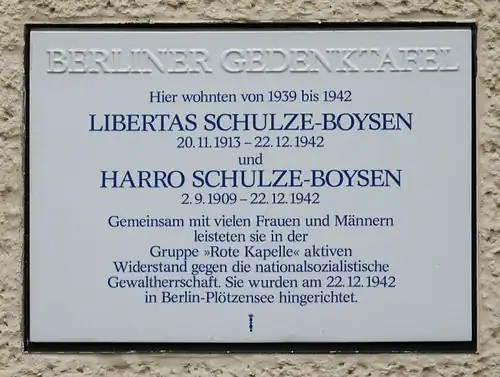 BERLINER GEDENKTAFEL
Hier wohnten von 1939 bis 1942
LIBERTAS SCHULZE-BOYSEN
20.11.1913 – 22.12.1942
und
HARRO SCHULZE-BOYSEN
2.9.1909 – 22.12.1942
Gemeinsam mit vielen Frauen und Männern
leisteten sie in der
Gruppe »Rote Kapelle« aktiven
Widerstand gegen die nationalsozialistische
Gewaltherrschaft. Sie wurden am 22.12.1942
in Berlin-Plötzensee hingerichtet.